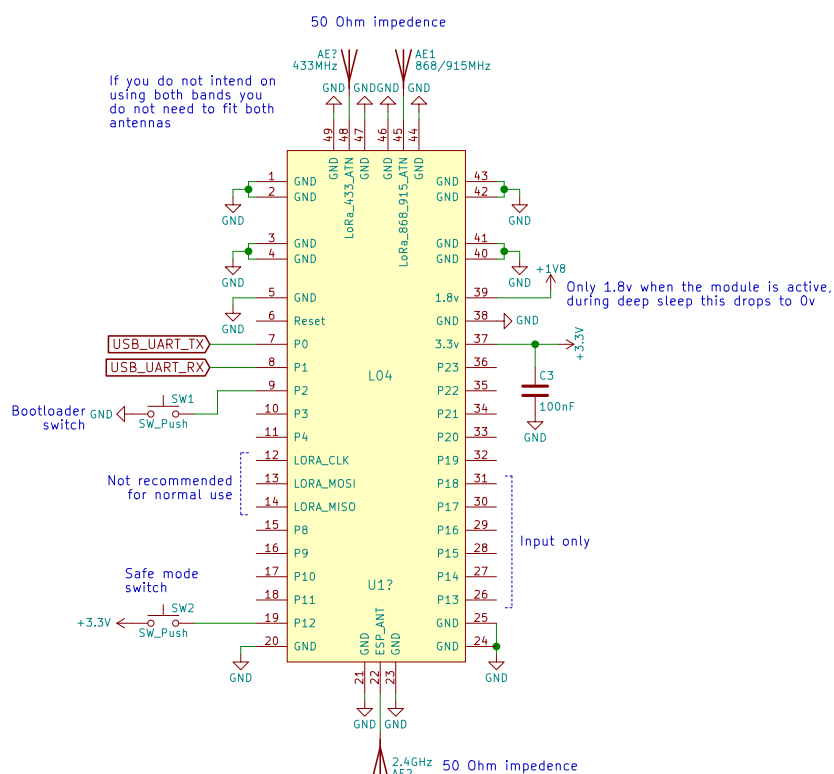 50 Ohm impedence
AE?
433MHz
AE1
868/915MHz
If you do not intend on
using both bands you
do not need to fit both
antennas
GND
GND
GND
GND
49
48
47
46
45
44
GND
LoRa_433_ATN
GND
GND
LoRa_868_915_ATN
GND
1 GND
2 GND
GND
3 GND
4 GND
GND
5 GND
GND
6 Reset
USB_UART_TX 7 P0
USB_UART_RX 8 P1
9 P2
Bootloader
switch
GND
SW1
SW_Push
10 P3
11 P4
12 LORA_CLK
13 LORA_MOSI
14 LORA_MISO
Not recommended
for normal use
15 P8
16 P9
17 P10
18 P11
Safe mode
switch
+3.3V
SW2
SW_Push
19 P12
20 GND
GND
L04
U1?
GND 43
GND 42
GND
GND 41
GND 40
GND
1.8v 39
+1V8
Only 1.8v when the module is active,
during deep sleep this drops to 0v
GND 38 GND
3.3v 37
+3.3V
C3
100nF
GND
P23 36
P22 35
P21 34
P20 33
P19 32
P18 31
P17 30
P16 29
P15 28
P14 27
P13 26
Input only
GND 25
GND 24
GND
GND
ESP_ANT
GND
21
22
23
GND
GND
2.4GHz
AE?
50 Ohm impedence